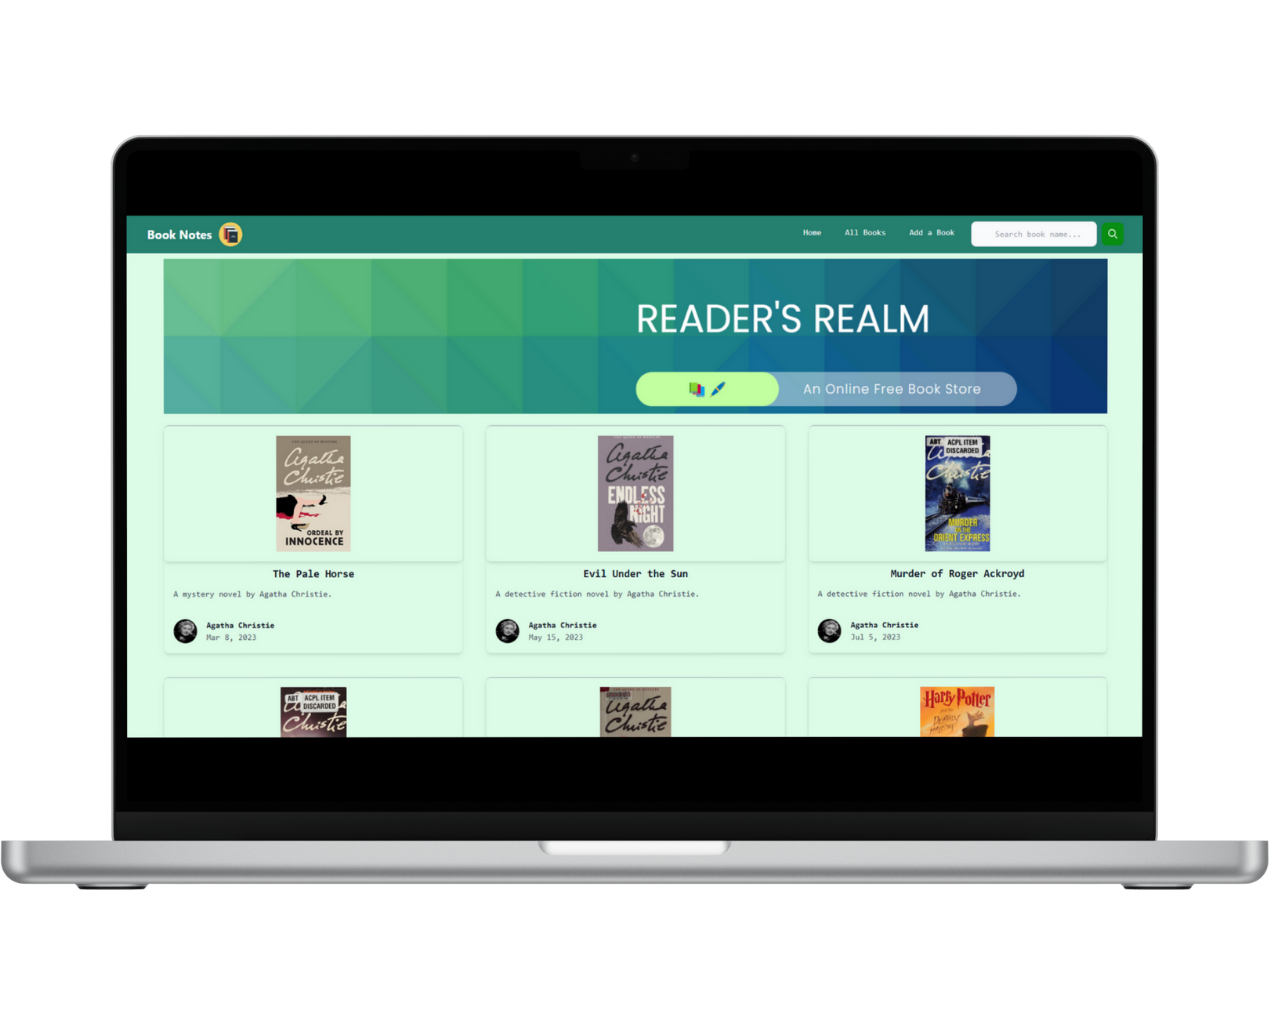 Book Notes
Home
All Books
Add a Book
Search book name...
READER'S REALM
An Online Free Book Store
Agatha
Christie
ORDEAL BY
INNOCENCE
The Pale Horse
A mystery novel by Agatha Christie.
Agatha Christie
Mar 8, 2023
Agatha
Christie
ENDLESS
NIGHT
Evil Under the Sun
A detective fiction novel by Agatha Christie.
Agatha Christie
May 15, 2023
ABT ACPL ITEM
DISCARDED
Christie
MURDER
ON THE
ORIENT EXPRESS
Murder of Roger Ackroyd
A detective fiction novel by Agatha Christie.
Agatha Christie
Jul 5, 2023
ABT ACPL ITEM
DISCARDED
Christie
Agatha
Christie
Harry Potter
DEATHLY
HALLOWS